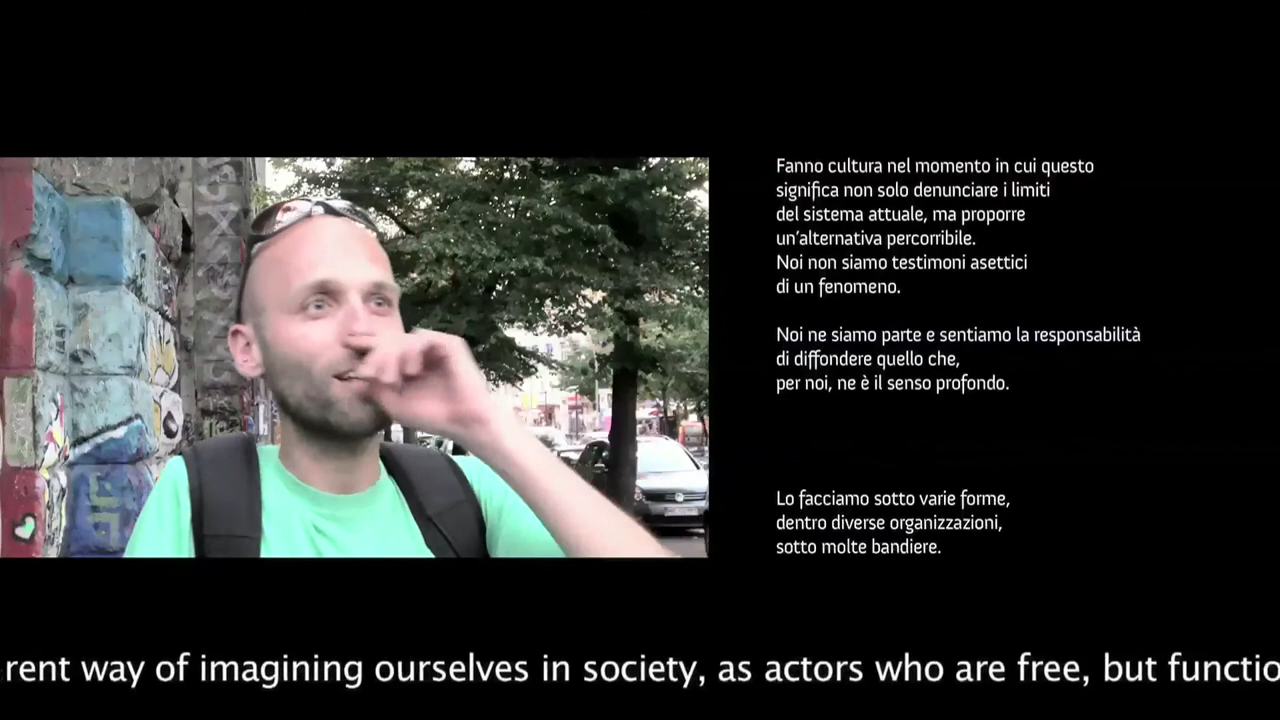 Fanno cultura nel momento in cui questo
significa non solo denunciare i limiti
del sistema attuale, ma proporre
un'alternativa percorribile.
Noi non siamo testimoni asettici
di un fenomeno.
Noi ne siamo parte e sentiamo la responsabilità
di diffondere quello che,
per noi, ne è il senso profondo.
Lo facciamo sotto varie forme,
dentro diverse organizzazioni,
sotto molte bandiere.
rent way of imagining ourselves in society, as actors who are free, but functio